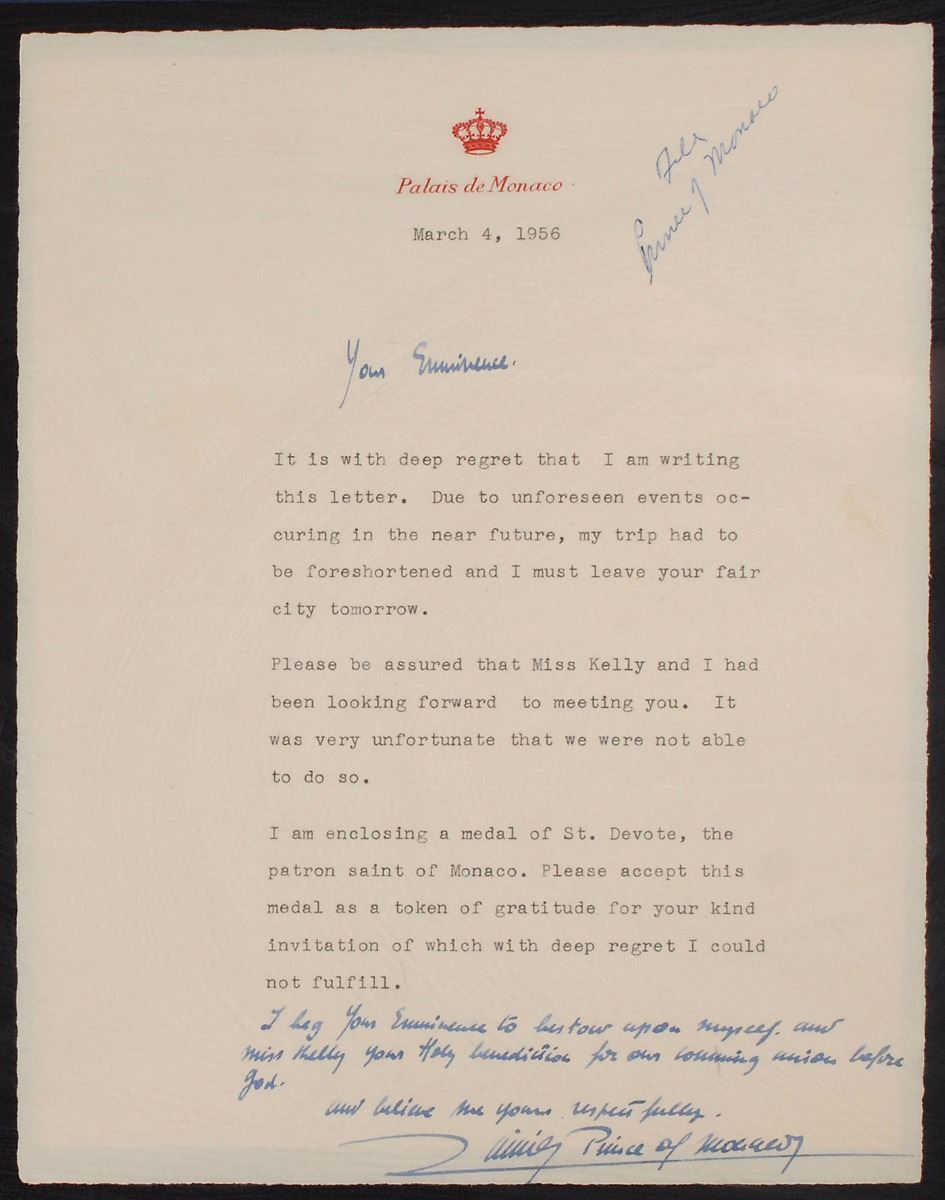 Palais de Monaco
File
Prince of Monaco
March 4, 1956
Your Eminence.
It is with deep regret that I am writing
this letter. Due to unforeseen events oc-
curing in the near future, my trip had to
be foreshortened and I must leave your fair
city tomorrow.
Please be assured that Miss Kelly and I had
been looking forward to meeting you. It
was very unfortunate that we were not able
to do so.
I am enclosing a medal of St. Devote, the
patron saint of Monaco. Please accept this
medal as a token of gratitude for your kind
invitation of which with deep regret I could
not fulfill.
I beg Your Eminence to bestow upon myself. and
Miss Kelly your Holy benediction for our comming union before
God.
and believe me yours respectfully.
Prince of Monaco